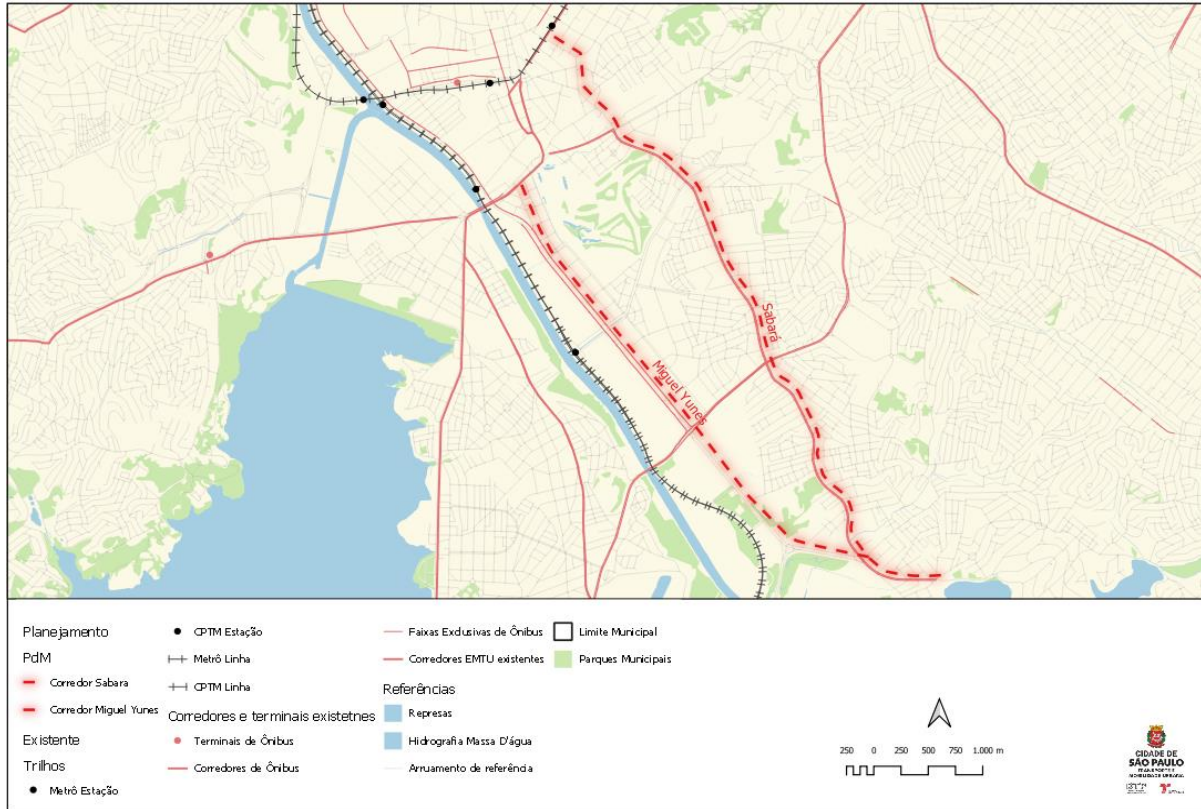 Sabará
Miguel Yunes
Planejamento
PdM
Corredor Sabara
Corredor Miguel Yunes
Existente
Trilhos
Metrô Estação
CPTM Estação
Metrô Linha
CPTM Linha
Corredores e terminais existetnes
Terminais de Ônibus
Corredores de Ônibus
Faixas Exclusivas de Ônibus
Corredores EMTU existentes
Referências
Represas
Hidrografia Massa D'água
Arruamento de referência
Limite Municipal
Parques Municipais
250 0 250 500 750 1.000 m
CIDADE DE
SÃO PAULO
TRANSPORTES E
MOBILIDADE URBANA